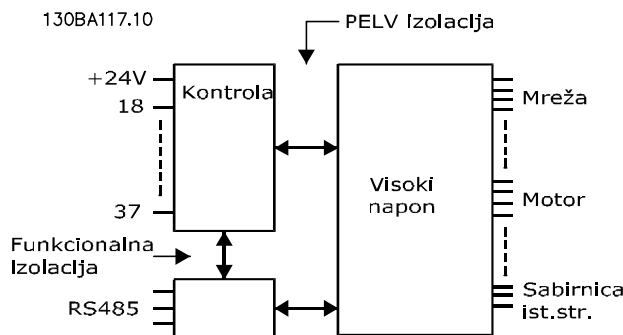 130BA117.10
PELV Izolacija
+24V
18
Kontrola
Mreža
Visoki
napon
37
Motor
Funkcionalna
Izolacija
RS485
Sabirnica
ist.str.